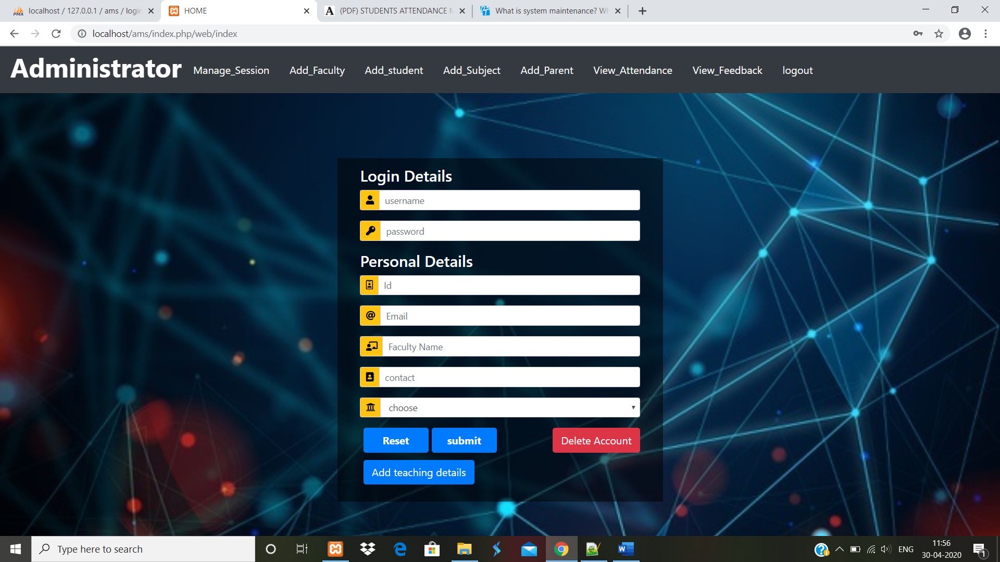 localhost / 127.0.0.1 / ams / login
HOME
(PDF) STUDENTS ATTENDANCE M
What is system maintenance? Wh
localhost/ams/index.php/web/index
Administrator
Manage_Session
Add_Faculty
Add_student
Add_Subject
Add_Parent
View_Attendance
View_Feedback
logout
Login Details
username
password
Personal Details
Id
Email
Faculty Name
contact
choose
Reset
submit
Delete Account
Add teaching details
Type here to search
ENG
11:56
30-04-2020
1